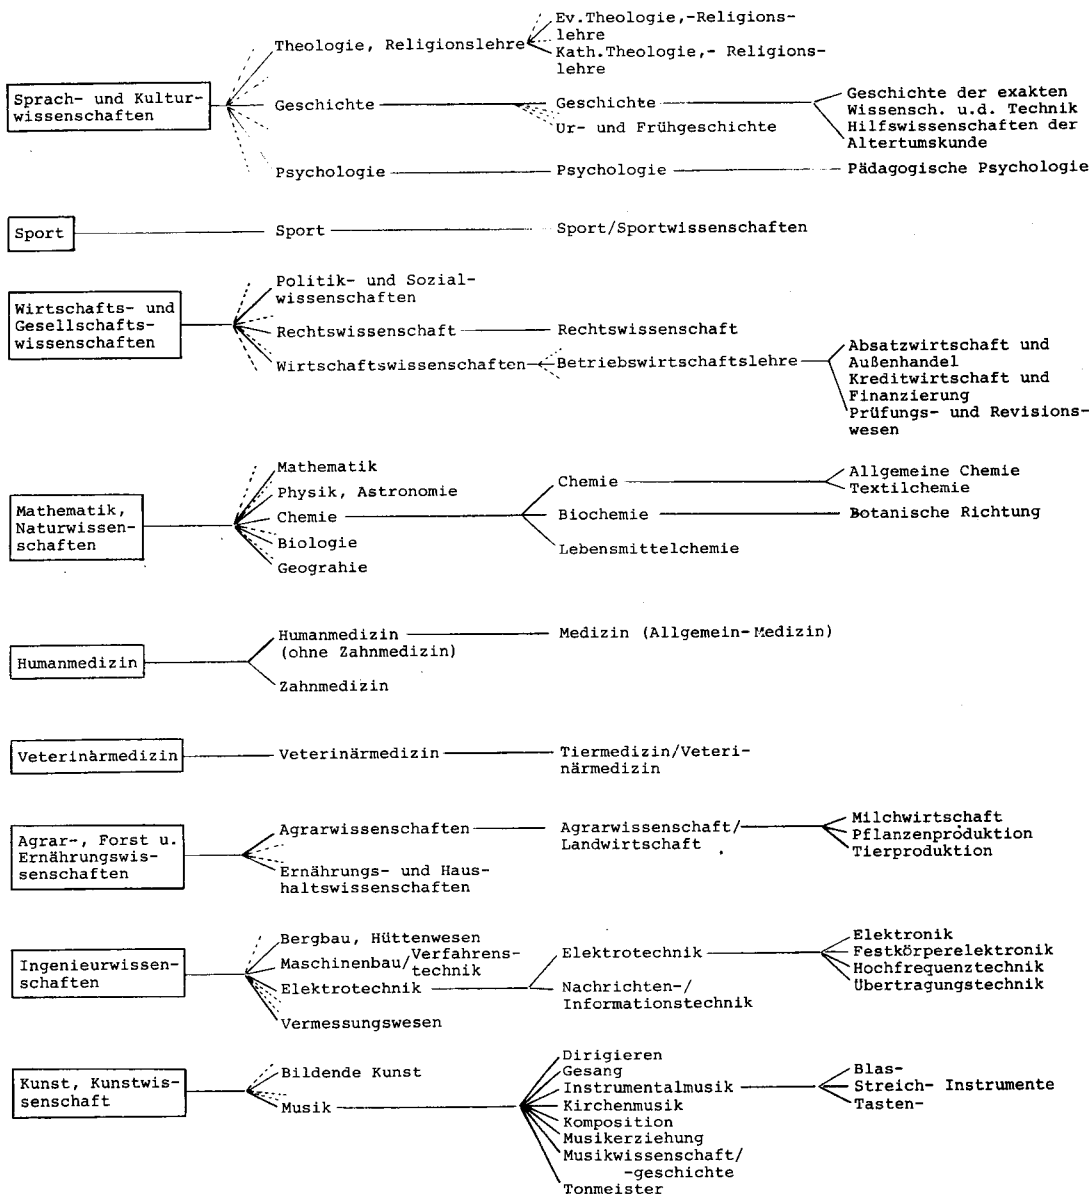 Sprach- und Kultur-
wissenschaften
Theologie, Religionslehre
Ev.Theologie,-Religions-
lehre
Kath.Theologie,- Religions-
lehre
Geschichte
Geschichte
Geschichte der exakten
Wissensch. u.d. Technik
Hilfswissenschaften der
Altertumskunde
Ur- und Frühgeschichte
Psychologie
Psychologie
Pädagogische Psychologie
Sport
Sport
Sport/Sportwissenschaften
Wirtschafts- und
Gesellschafts-
wissenschaften
Politik- und Sozial-
wissenschaften
Rechtswissenschaft
Rechtswissenschaft
Wirtschaftswissenschaften
Betriebswirtschaftslehre
Absatzwirtschaft und
Außenhandel
Kreditwirtschaft und
Finanzierung
Prüfungs- und Revisions-
wesen
Mathematik,
Naturwissen-
schaften
Mathematik
Physik, Astronomie
Chemie
Biologie
Geograhie
Chemie
Allgemeine Chemie
Textilchemie
Biochemie
Botanische Richtung
Lebensmittelchemie
Humanmedizin
Humanmedizin
(ohne Zahnmedizin)
Medizin (Allgemein-Medizin)
Zahnmedizin
Veterinärmedizin
Veterinärmedizin
Tiermedizin/Veteri-
närmedizin
Agrar-, Forst u.
Ernährungswis-
senschaften
Agrarwissenschaften
Agrarwissenschaft/
Landwirtschaft
Milchwirtschaft
Pflanzenproduktion
Tierproduktion
Ernährungs- und Haus-
haltswissenschaften
Ingenieurwissen-
schaften
Bergbau, Hüttenwesen
Maschinenbau/Verfahrens-
technik
Elektrotechnik
Vermessungswesen
Elektrotechnik
Elektronik
Festkörperelektronik
Hochfrequenztechnik
Übertragungstechnik
Nachrichten-/
Informationstechnik
Kunst, Kunstwis-
senschaft
Bildende Kunst
Musik
Dirigieren
Gesang
Instrumentalmusik
Kirchenmusik
Komposition
Musikerziehung
Musikwissenschaft/
-geschichte
Tonmeister
Blas-
Streich- Instrumente
Tasten-